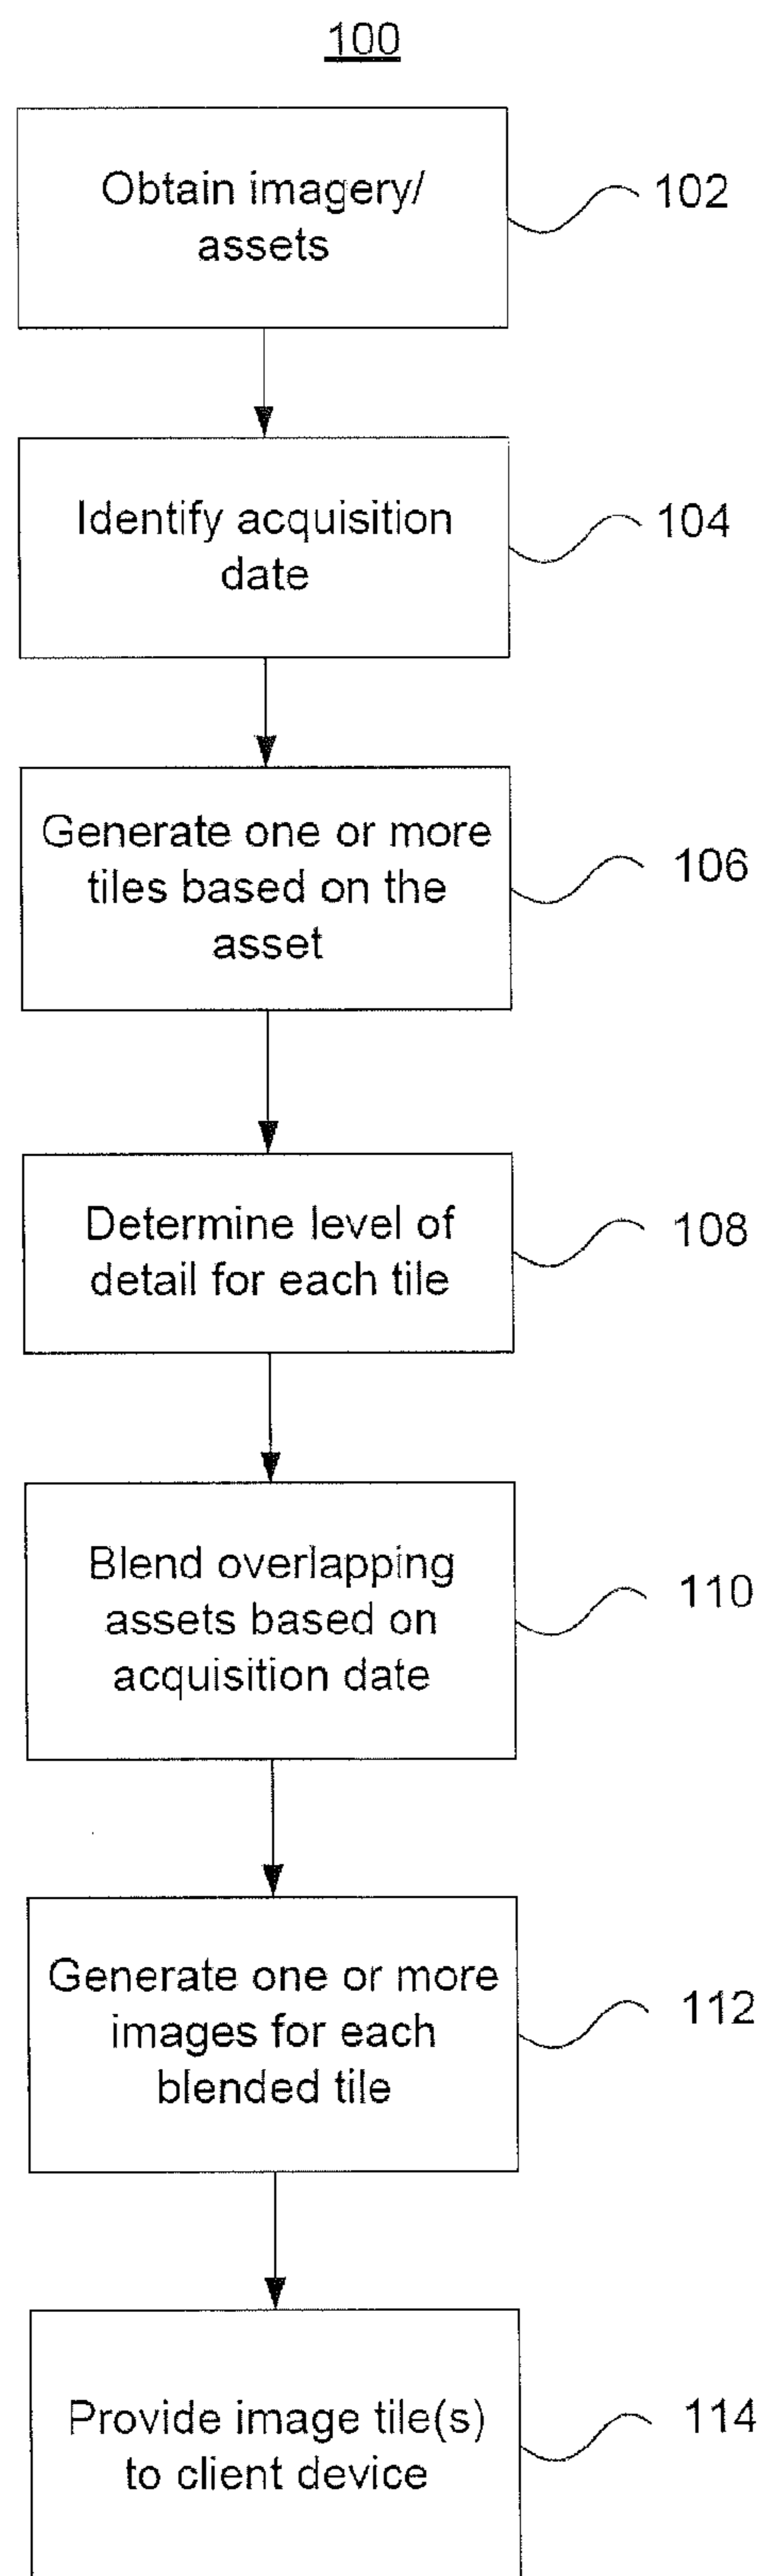 100
Obtain imagery/
assets
102
Identify acquisition
date
104
Generate one or more
tiles based on the
asset
106
Determine level of
detail for each tile
108
Blend overlapping
assets based on
acquisition date
110
Generate one or more
images for each
blended tile
112
Provide image tile(s)
to client device
114